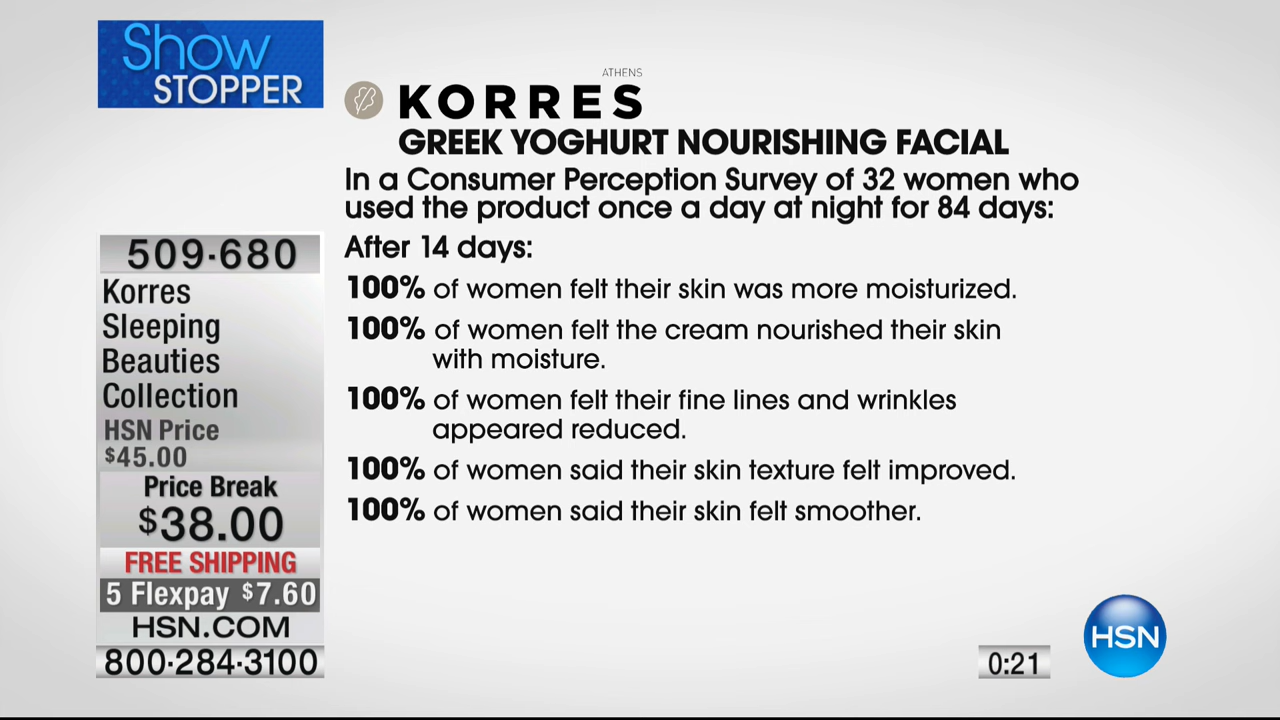 Show
STOPPER
ATHENS
KORRES
GREEK YOGHURT NOURISHING FACIAL
In a Consumer Perception Survey of 32 women who
used the product once a day at night for 84 days:
After 14 days:
100% of women felt their skin was more moisturized.
100% of women felt the cream nourished their skin
with moisture.
100% of women felt their fine lines and wrinkles
appeared reduced.
100% of women said their skin texture felt improved.
100% of women said their skin felt smoother.
509·680
Korres
Sleeping
Beauties
Collection
HSN Price
$45.00
Price Break
$38.00
FREE SHIPPING
5 Flexpay $7.60
HSN.COM
800·284·3100
0:21
HSN